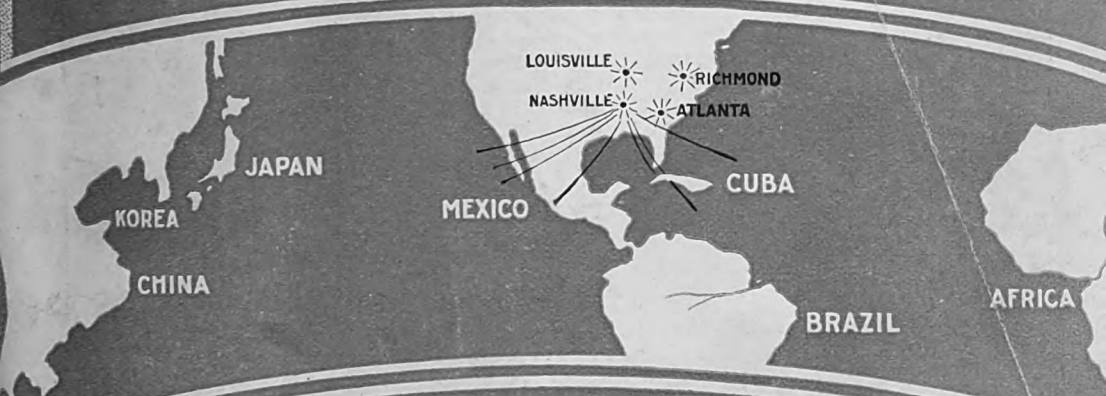 LOUISVILLE
RICHMOND
NASHVILLE
ATLANTA
JAPAN
CUBA
MEXICO
KOREA
CHINA
AFRICA
BRAZIL